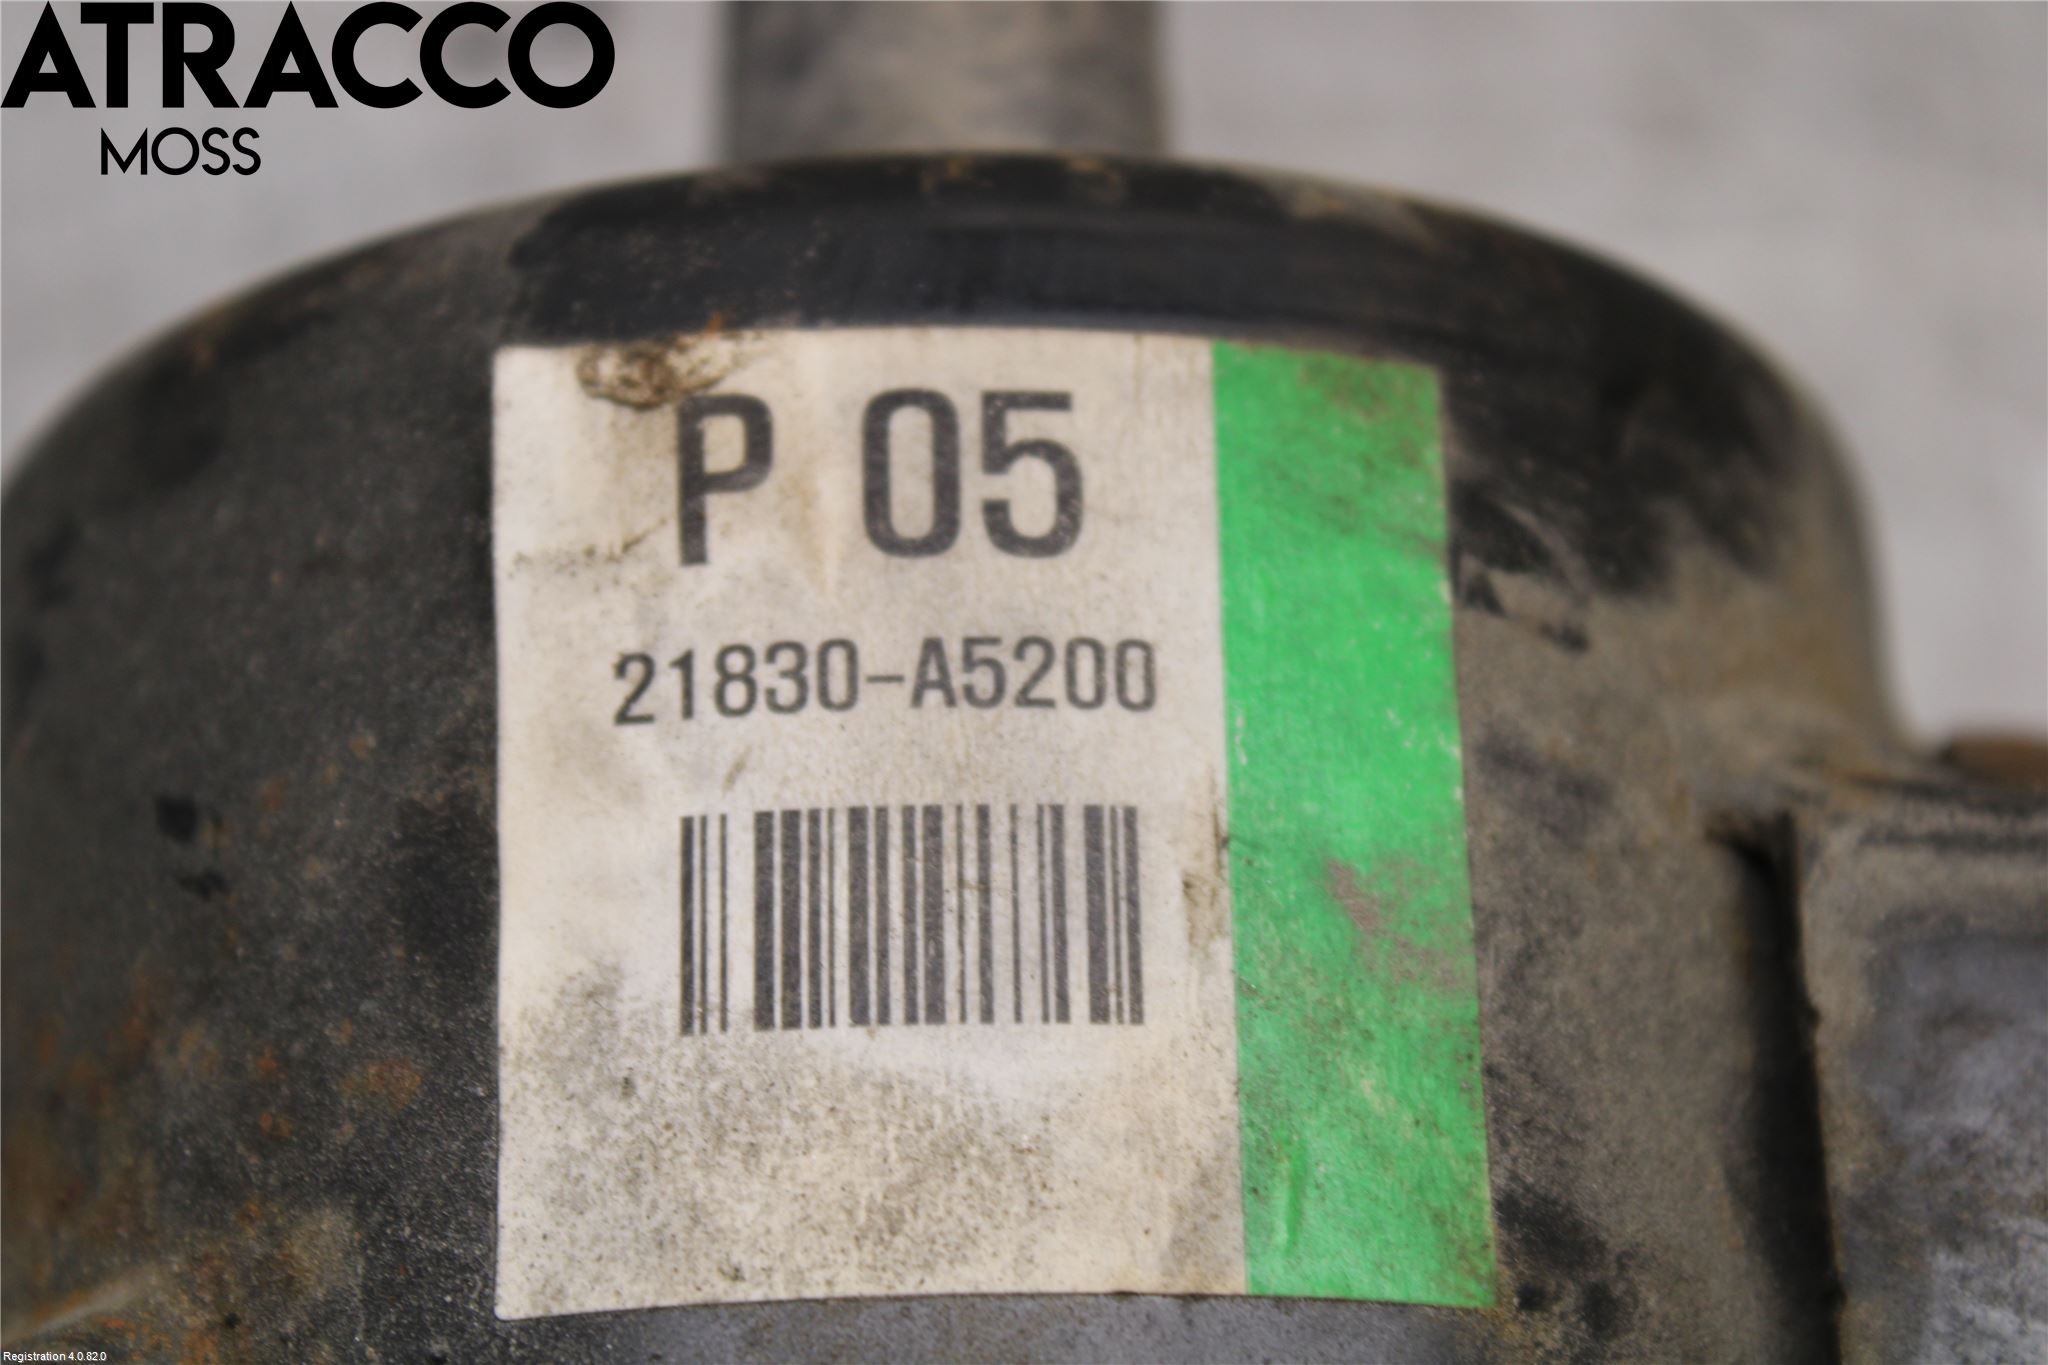 ATRACCO
MOSS
P 05
21830-A5200
Registration 4.0.82.0